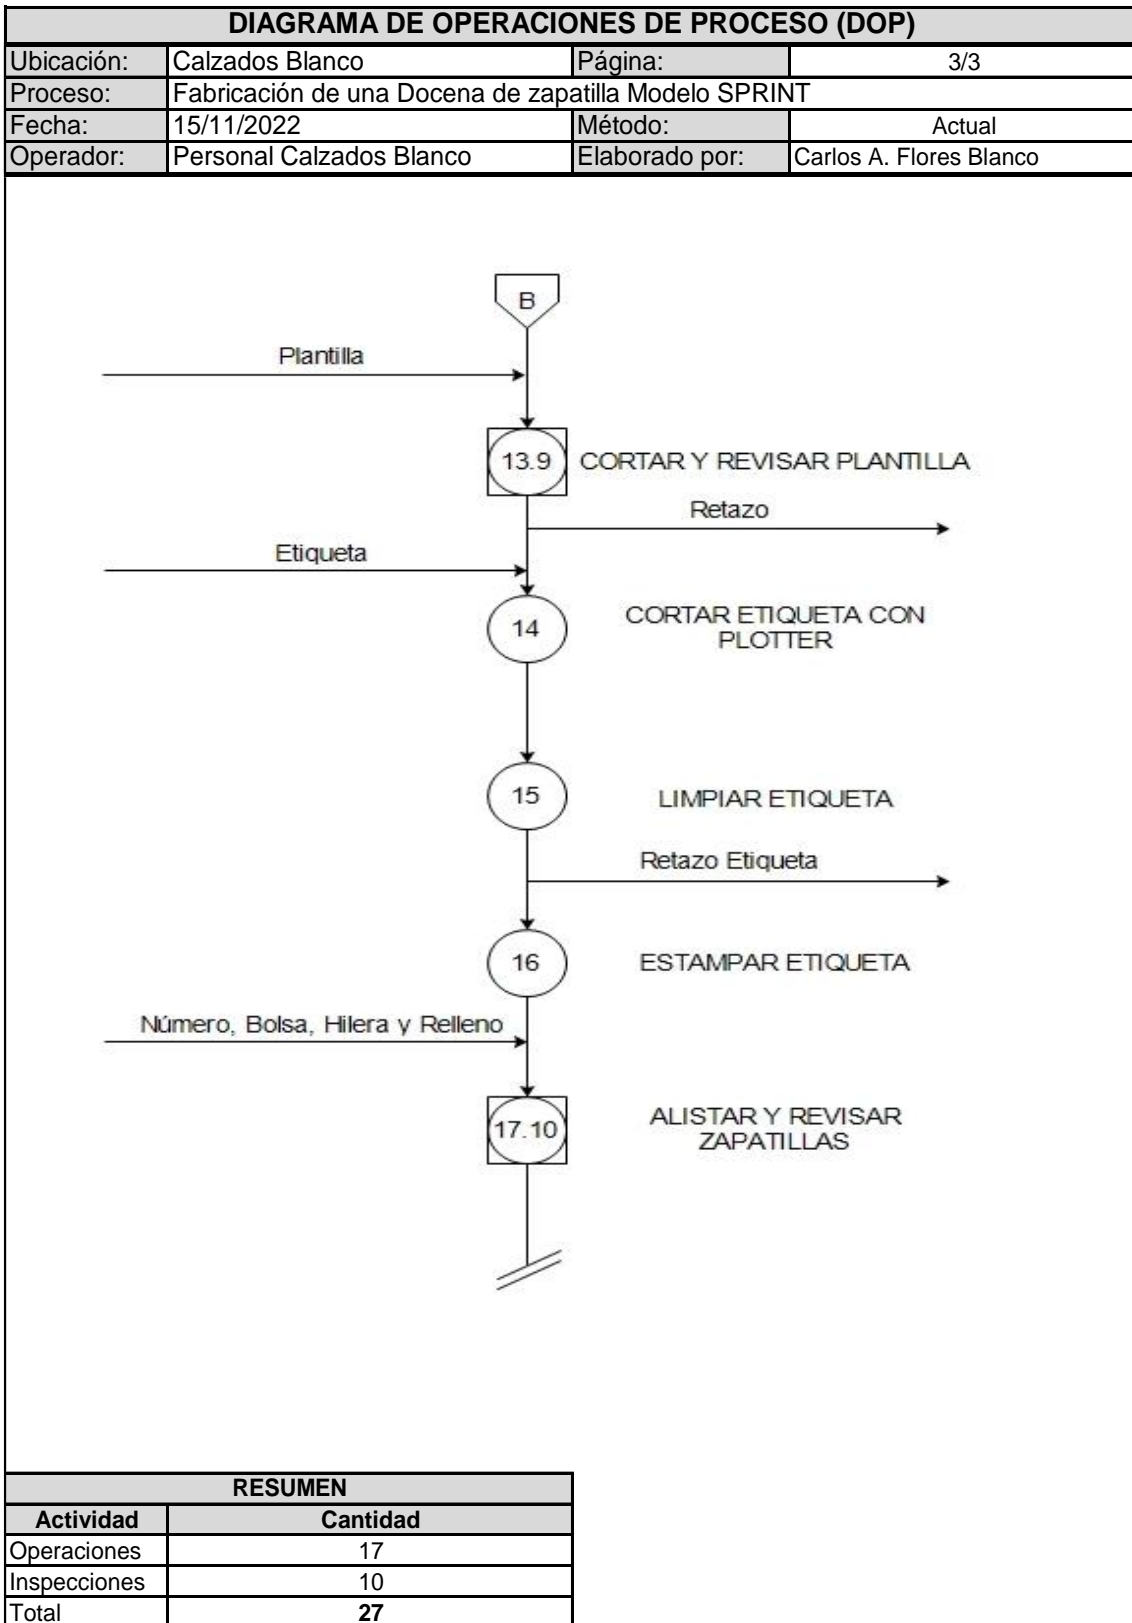 DIAGRAMA DE OPERACIONES DE PROCESO (DOP)
Ubicación: Calzados Blanco Página: 3/3
Proceso: Fabricación de una Docena de zapatilla Modelo SPRINT
Fecha: 15/11/2022 Método: Actual
Operador: Personal Calzados Blanco Elaborado por: Carlos A. Flores Blanco
B
Plantilla
13.9 CORTAR Y REVISAR PLANTILLA
Retazo
Etiqueta
14 CORTAR ETIQUETA CON
PLOTTER
15 LIMPIAR ETIQUETA
Retazo Etiqueta
16 ESTAMPAR ETIQUETA
Número, Bolsa, Hilera y Relleno
17.10 ALISTAR Y REVISAR
ZAPATILLAS
RESUMEN
Actividad Cantidad
Operaciones 17
Inspecciones 10
Total 27